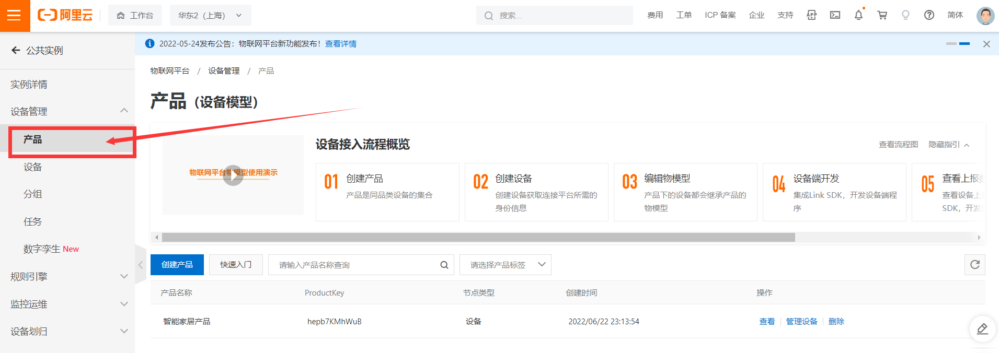 阿里云
工作台
华东2（上海）
搜索...
费用
工单
ICP 备案
企业
支持
APP
简体
公共实例
2022-05-24发布公告：物联网平台新功能发布！查看详情
物联网平台 / 设备管理 / 产品
实例详情
产品（设备模型）
设备管理
产品
设备
分组
任务
数字孪生 New
规则引擎
监控运维
设备划归
物联网平台物模型使用演示
设备接入流程概览
查看流程图
隐藏指引
01 创建产品
产品是同品类设备的集合
02 创建设备
创建设备获取连接平台所需的
身份信息
03 编辑物模型
产品下的设备都会继承产品的
物模型
04 设备端开发
集成Link SDK，开发设备端程
序
05 查看上报数
查看设备上
SDK，开发
创建产品
快速入门
请输入产品名称查询
请选择产品标签
产品名称 ProductKey 节点类型 创建时间 操作
智能家居产品 hepb7KMhWuB 设备 2022/06/22 23:13:54 查看 管理设备 删除